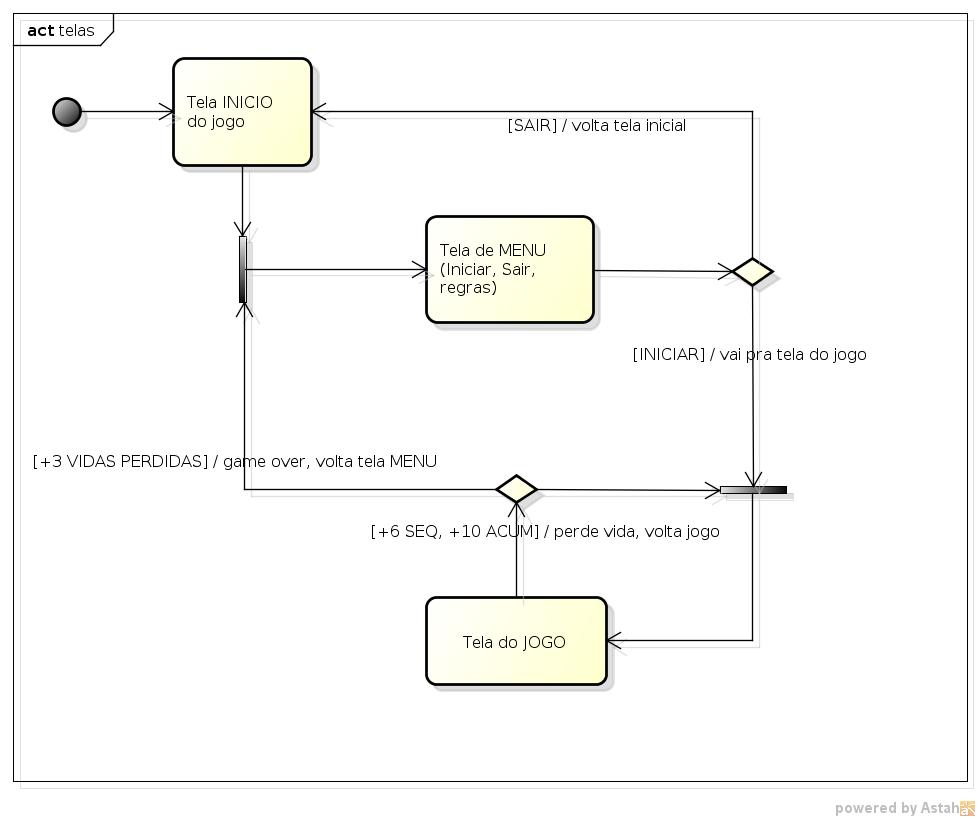 act telas
Tela INICIO
do jogo
[SAIR] / volta tela inicial
Tela de MENU
(Iniciar, Sair,
regras)
[INICIAR] / vai pra tela do jogo
[+3 VIDAS PERDIDAS] / game over, volta tela MENU
[+6 SEQ, +10 ACUM] / perde vida, volta jogo
Tela do JOGO
powered by Astah